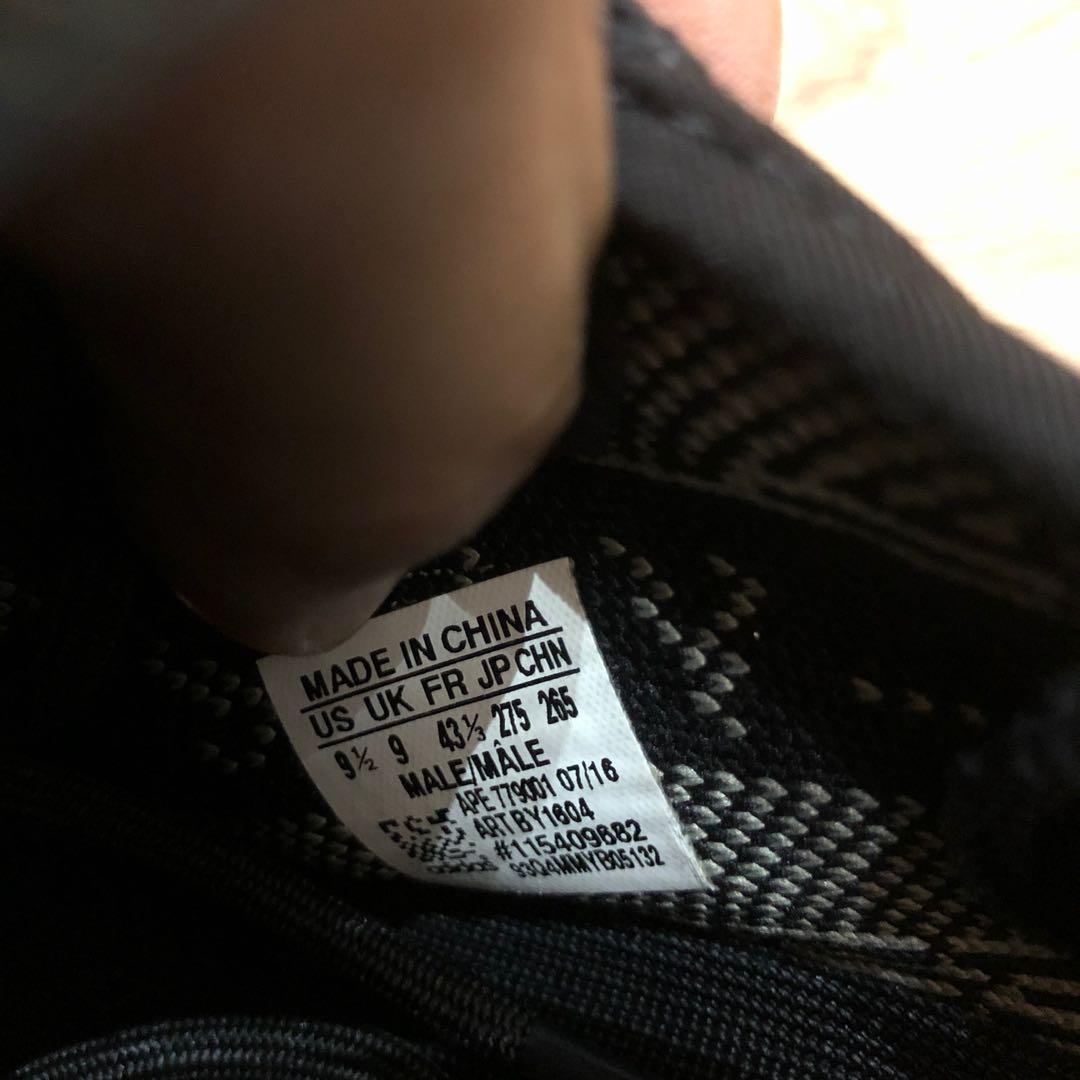 MADE IN CHINA
US UK FR JP CHN
9½ 9 43⅓ 275 265
MALE/MÂLE
APE 779001 07/16
ART BY1604
#115409682
93Q4MMYB05132